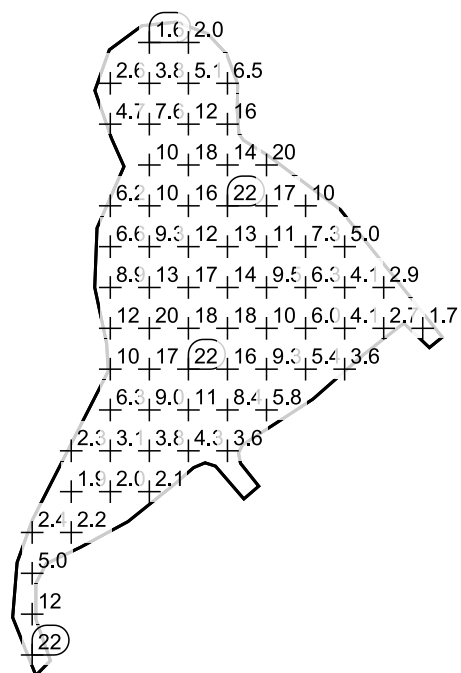 1.6 2.0
2.6 3.8 5.1 6.5
4.7 7.6 12 16
10 18 14 20
6.2 10 16 22 17 10
6.6 9.3 12 13 11 7.3 5.0
8.9 13 17 14 9.5 6.3 4.1 2.9
12 20 18 18 10 6.0 4.1 2.7 1.7
10 17 22 16 9.3 5.4 3.6
6.3 9.0 11 8.4 5.8
2.3 3.1 3.8 4.3 3.6
1.9 2.0 2.1
2.4 2.2
5.0
12
22